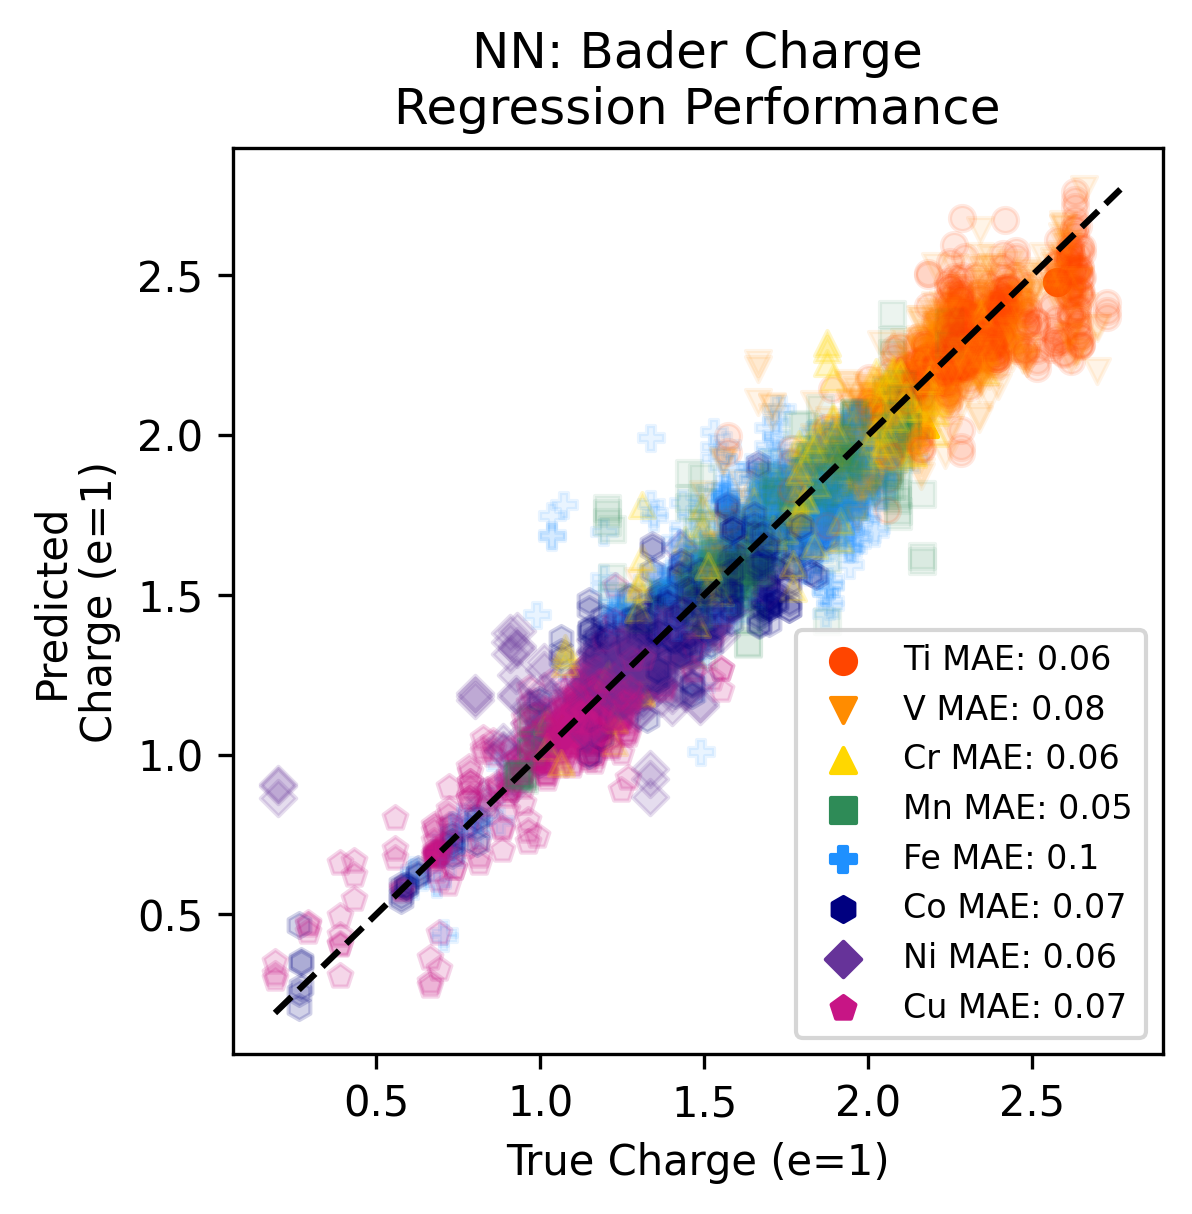 NN: Bader Charge
Regression Performance
Predicted
Charge (e=1)
2.5
2.0
1.5
1.0
0.5
0.5 1.0 1.5 2.0 2.5
True Charge (e=1)
Ti MAE: 0.06
V MAE: 0.08
Cr MAE: 0.06
Mn MAE: 0.05
Fe MAE: 0.1
Co MAE: 0.07
Ni MAE: 0.06
Cu MAE: 0.07